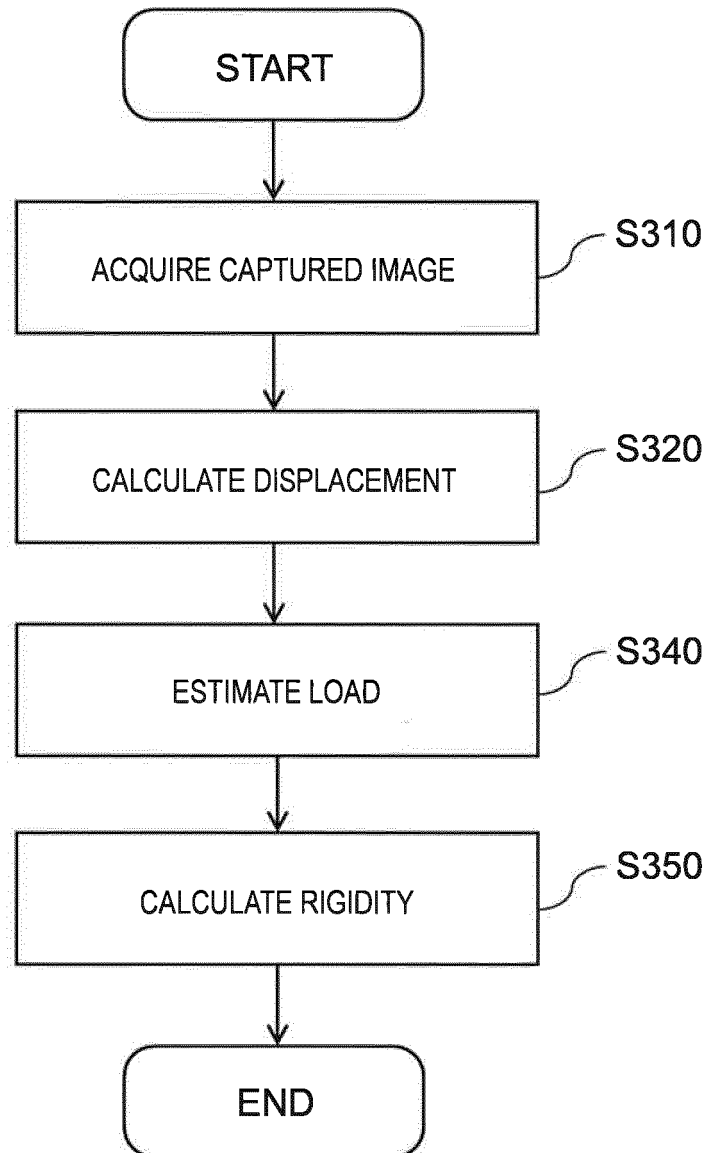 START
ACQUIRE CAPTURED IMAGE
S310
CALCULATE DISPLACEMENT
S320
ESTIMATE LOAD
S340
CALCULATE RIGIDITY
S350
END